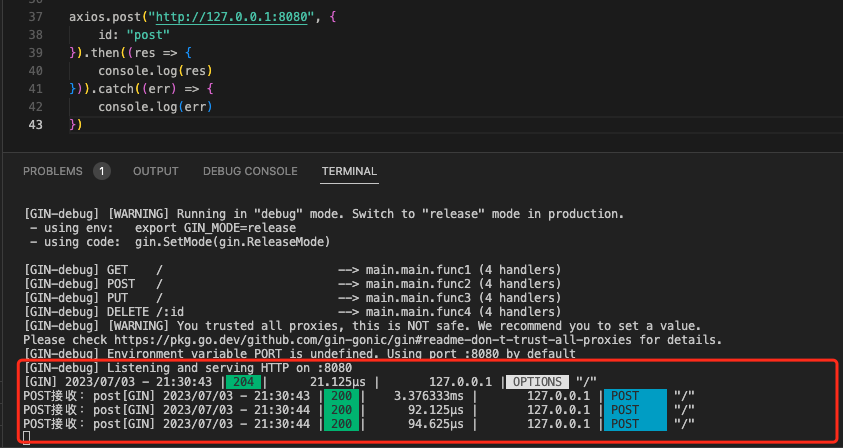 37 axios.post("http://127.0.0.1:8080", {
38     id: "post"
39 }).then((res => {
40     console.log(res)
41 })).catch((err) => {
42     console.log(err)
43 })
PROBLEMS 1 OUTPUT DEBUG CONSOLE TERMINAL
[GIN-debug] [WARNING] Running in "debug" mode. Switch to "release" mode in production.
 - using env:   export GIN_MODE=release
 - using code:  gin.SetMode(gin.ReleaseMode)
[GIN-debug] GET    /                         --> main.main.func1 (4 handlers)
[GIN-debug] POST   /                         --> main.main.func2 (4 handlers)
[GIN-debug] PUT    /                         --> main.main.func3 (4 handlers)
[GIN-debug] DELETE /:id                      --> main.main.func4 (4 handlers)
[GIN-debug] [WARNING] You trusted all proxies, this is NOT safe. We recommend you to set a value.
Please check https://pkg.go.dev/github.com/gin-gonic/gin#readme-don-t-trust-all-proxies for details.
[GIN-debug] Environment variable PORT is undefined. Using port :8080 by default
[GIN-debug] Listening and serving HTTP on :8080
[GIN] 2023/07/03 - 21:30:43 | 204 |      21.125µs |       127.0.0.1 | OPTIONS  "/"
POST接收: post[GIN] 2023/07/03 - 21:30:43 | 200 |    3.376333ms |       127.0.0.1 | POST     "/"
POST接收: post[GIN] 2023/07/03 - 21:30:44 | 200 |      92.125µs |       127.0.0.1 | POST     "/"
POST接收: post[GIN] 2023/07/03 - 21:30:44 | 200 |      94.625µs |       127.0.0.1 | POST     "/"